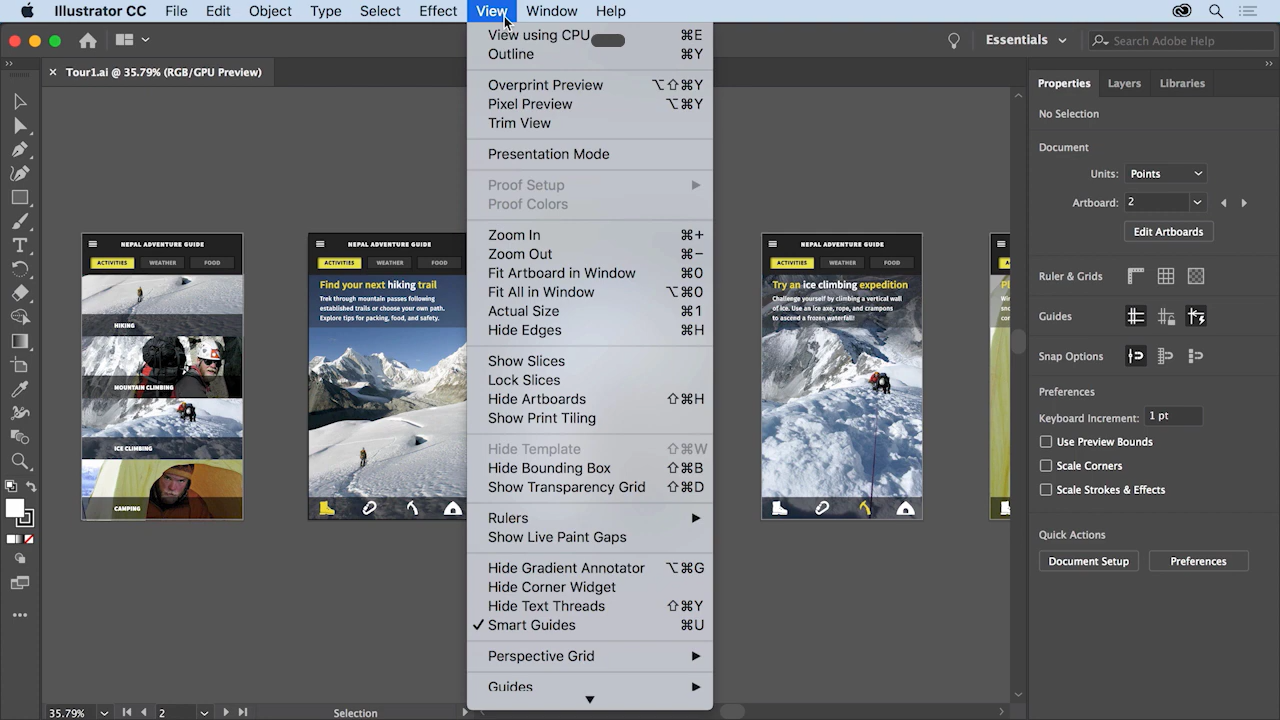 Illustrator CC File Edit Object Type Select Effect View Window Help
Essentials
Search Adobe Help
Tour1.ai @ 35.79% (RGB/GPU Preview)
View using CPU ⌘E
Outline ⌘Y
Overprint Preview ⌥⇧⌘Y
Pixel Preview ⌥⌘Y
Trim View
Presentation Mode
Proof Setup
Proof Colors
Zoom In ⌘+
Zoom Out ⌘−
Fit Artboard in Window ⌘0
Fit All in Window ⌥⌘0
Actual Size ⌘1
Hide Edges ⌘H
Show Slices
Lock Slices
Hide Artboards ⇧⌘H
Show Print Tiling
Hide Template ⇧⌘W
Hide Bounding Box ⇧⌘B
Show Transparency Grid ⇧⌘D
Rulers
Show Live Paint Gaps
Hide Gradient Annotator ⌥⌘G
Hide Corner Widget
Hide Text Threads ⇧⌘Y
Smart Guides ⌘U
Perspective Grid
Guides
NEPAL ADVENTURE GUIDE
ACTIVITIES WEATHER FOOD
HIKING
MOUNTAIN CLIMBING
ICE CLIMBING
CAMPING
NEPAL ADVENTURE GUIDE
ACTIVITIES WEATHER FOOD
Find your next hiking trail
Trek through mountain passes following
established trails or choose your own path.
Explore tips for packing, food, and safety.
NEPAL ADVENTURE GUIDE
ACTIVITIES WEATHER FOOD
Try an ice climbing expedition
Challenge yourself by climbing a vertical wall
of ice. Use an ice axe, rope, and crampons
to ascend a frozen waterfall!
Properties Layers Libraries
No Selection
Document
Units: Points
Artboard: 2
Edit Artboards
Ruler & Grids
Guides
Snap Options
Preferences
Keyboard Increment: 1 pt
Use Preview Bounds
Scale Corners
Scale Strokes & Effects
Quick Actions
Document Setup Preferences
35.79% 2 Selection